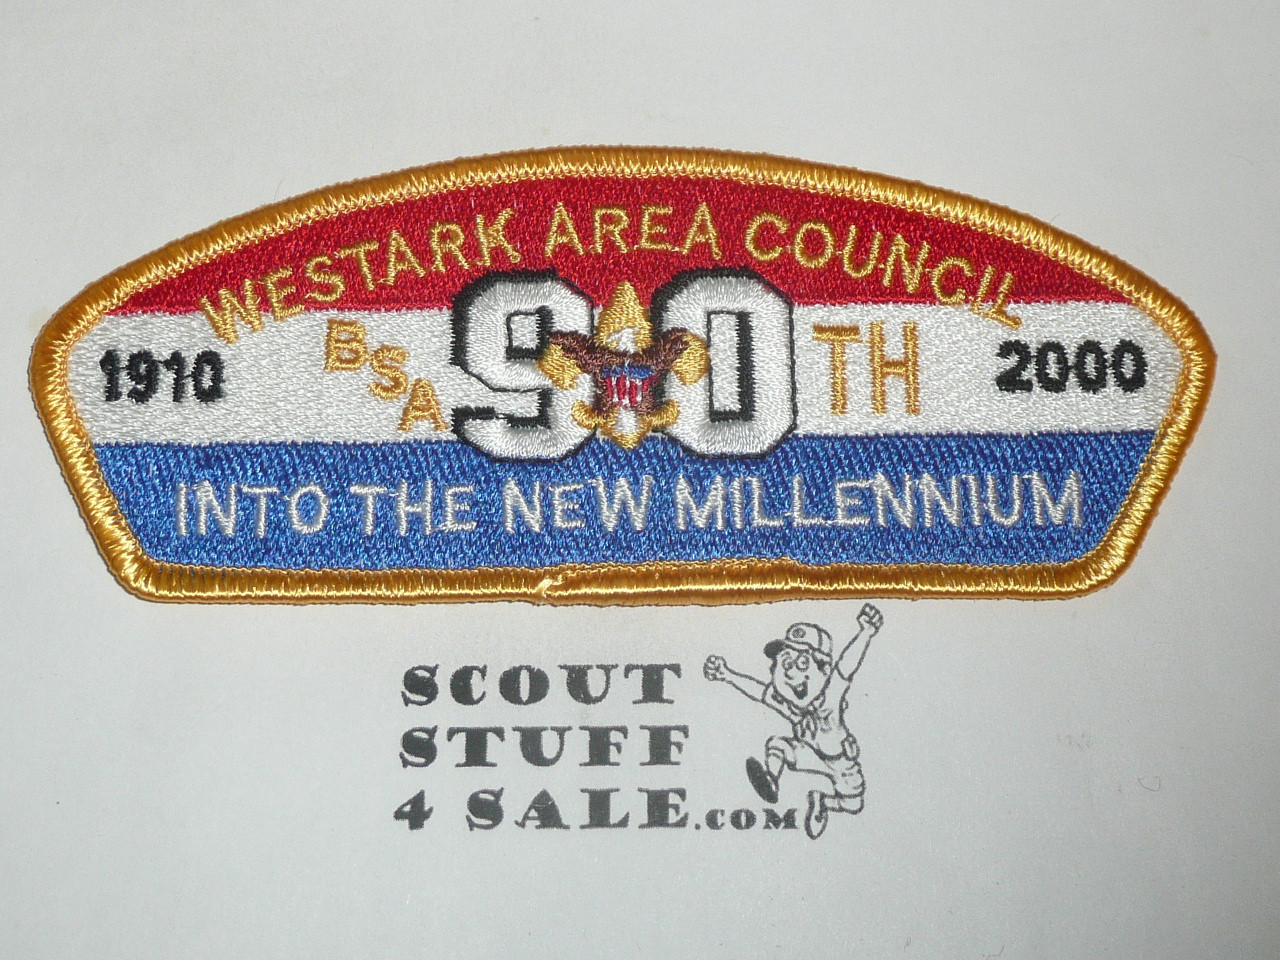 WESTARK AREA COUNCIL
1910 BSA 90TH 2000
INTO THE NEW MILLENNIUM
SCOUT
STUFF
4 SALE.COM